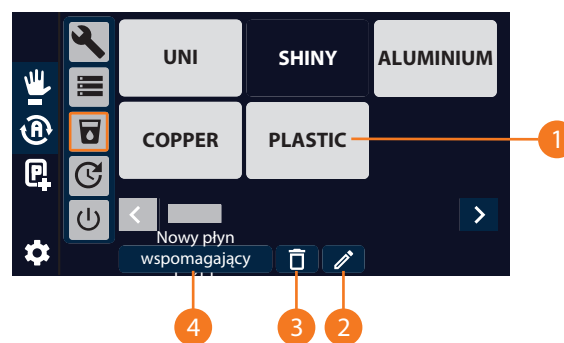 UNI
SHINY
ALUMINIUM
COPPER
PLASTIC
1
A
P
Nowy płyn
wspomagający
4
3
2